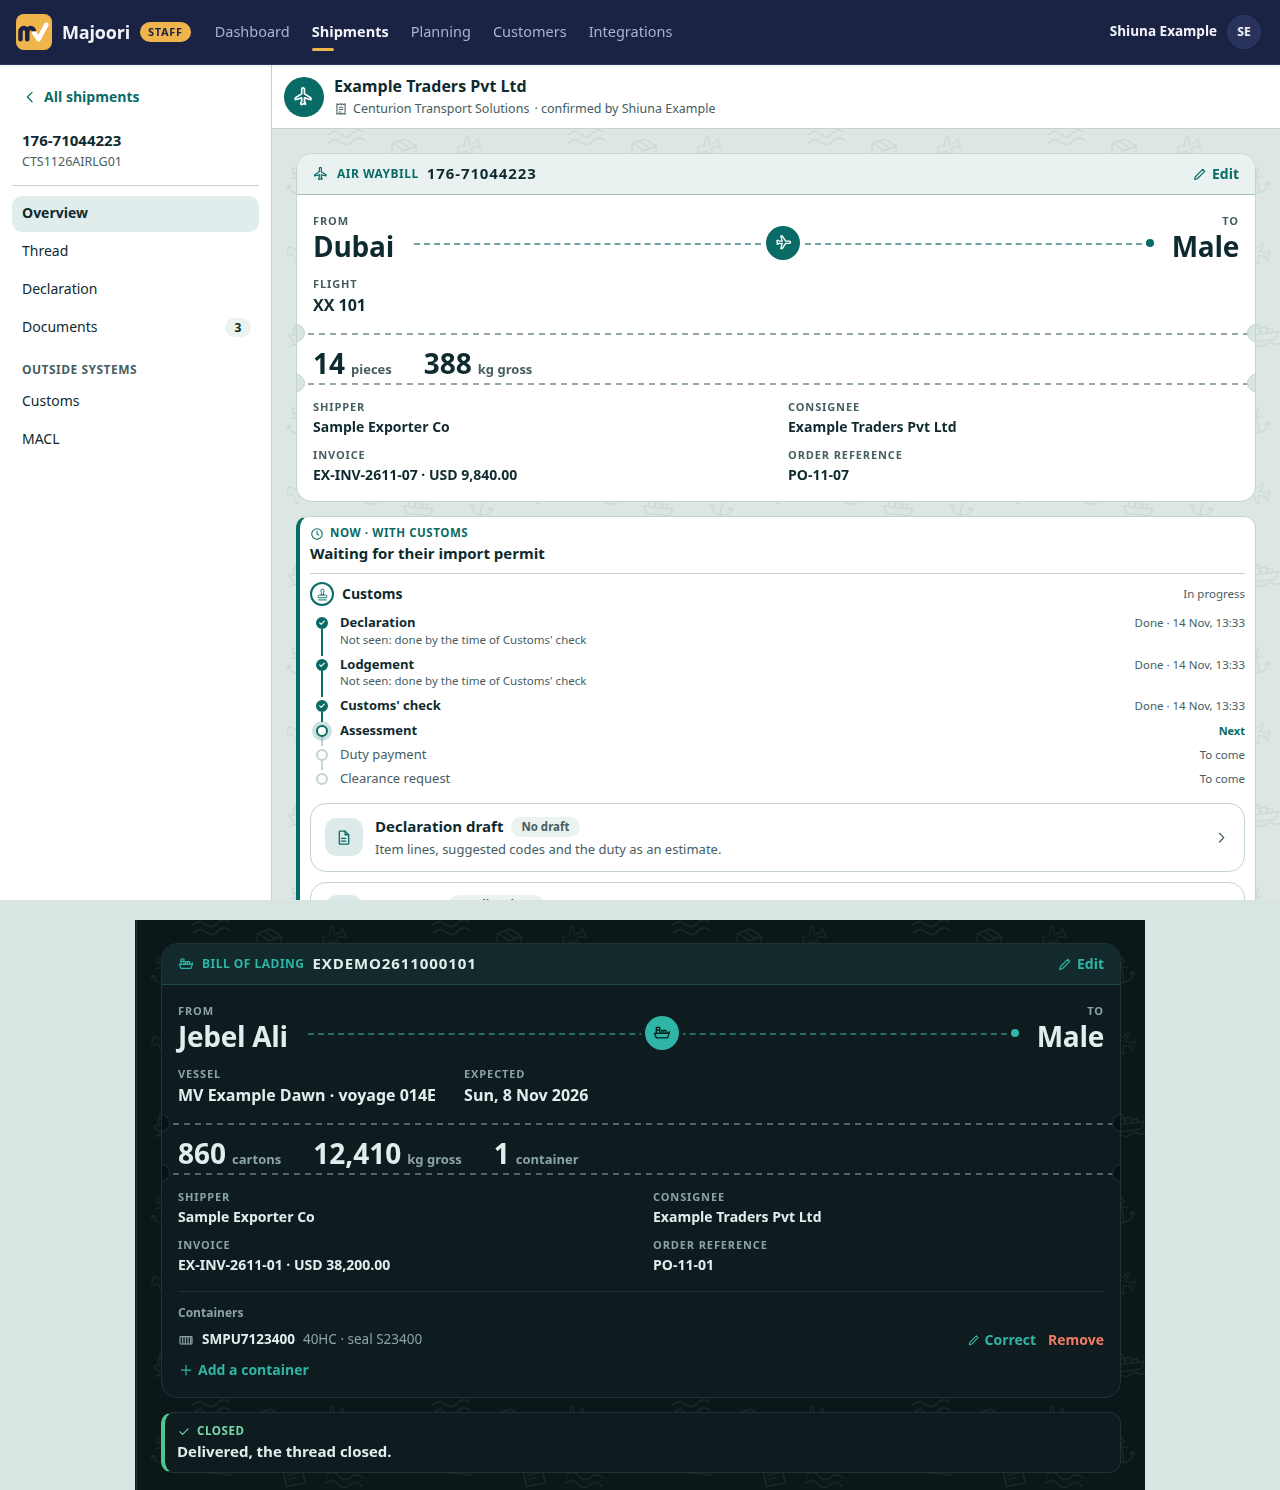 Majoori STAFF Dashboard Shipments Planning Customers Integrations Shiuna Example SE
All shipments
176-71044223
CTS1126AIRLG01
Overview
Thread
Declaration
Documents 3
OUTSIDE SYSTEMS
Customs
MACL
Example Traders Pvt Ltd
Centurion Transport Solutions · confirmed by Shiuna Example
AIR WAYBILL 176-71044223 Edit
FROM TO
Dubai Male
FLIGHT
XX 101
14 pieces 388 kg gross
SHIPPER CONSIGNEE
Sample Exporter Co Example Traders Pvt Ltd
INVOICE ORDER REFERENCE
EX-INV-2611-07 · USD 9,840.00 PO-11-07
NOW · WITH CUSTOMS
Waiting for their import permit
Customs In progress
Declaration Done · 14 Nov, 13:33
Not seen: done by the time of Customs' check
Lodgement Done · 14 Nov, 13:33
Not seen: done by the time of Customs' check
Customs' check Done · 14 Nov, 13:33
Assessment Next
Duty payment To come
Clearance request To come
Declaration draft No draft
Item lines, suggested codes and the duty as an estimate.
BILL OF LADING EXDEMO2611000101 Edit
FROM TO
Jebel Ali Male
VESSEL EXPECTED
MV Example Dawn · voyage 014E Sun, 8 Nov 2026
860 cartons 12,410 kg gross 1 container
SHIPPER CONSIGNEE
Sample Exporter Co Example Traders Pvt Ltd
INVOICE ORDER REFERENCE
EX-INV-2611-01 · USD 38,200.00 PO-11-01
Containers
SMPU7123400 40HC · seal S23400 Correct Remove
Add a container
CLOSED
Delivered, the thread closed.